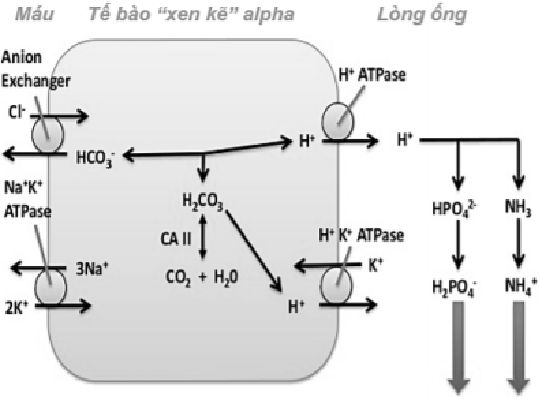 Máu
Tế bào “xen kẽ” alpha
Lòng ống
Anion
Exchanger
H⁺ ATPase
Cl⁻
HCO₃⁻
H⁺
H⁺
Na⁺K⁺
ATPase
H₂CO₃
HPO₄²⁻
NH₃
CA II
H⁺ K⁺ ATPase
3Na⁺
K⁺
CO₂ + H₂0
2K⁺
H⁺
H₂PO₄⁻
NH₄⁺